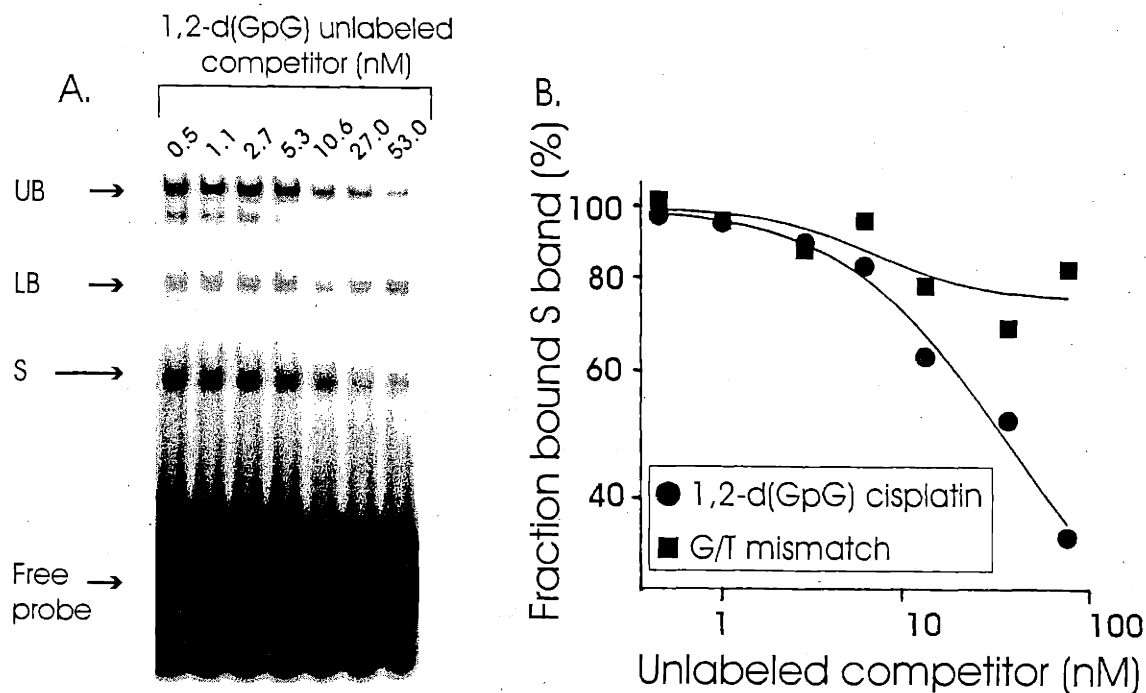 1,2-d(GpG) unlabeled
competitor (nM)
A.
0.5 1.1 2.7 5.3 10.6 27.0 53.0
UB
LB
S
Free
probe
B.
Fraction bound S band (%)
100
80
60
40
1,2-d(GpG) cisplatin
G/T mismatch
1 10 100
Unlabeled competitor (nM)